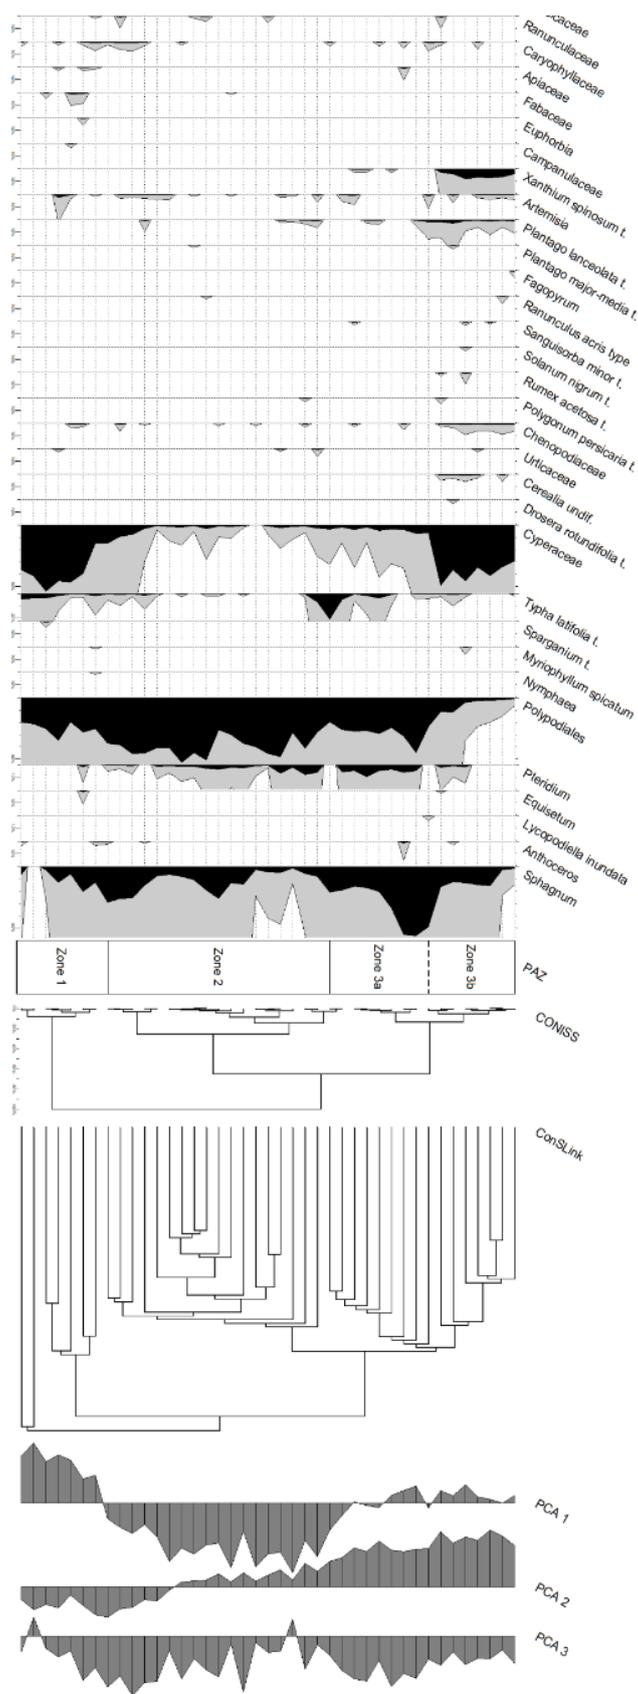 Ranunculaceae
Caryophyllaceae
Apiaceae
Fabaceae
Euphorbia
Campanulaceae
Xanthium spinosum t.
Artemisia
Plantago lanceolata t.
Plantago major-media t.
Fagopyrum
Ranunculus acris type
Sanguisorba minor t.
Solanum nigrum t.
Rumex acetosa t.
Polygonum persicaria t.
Chenopodiaceae
Urticaceae
Cerealia undif.
Drosera rotundifolia t.
Cyperaceae
Typha latifolia t.
Sparganium t.
Myriophyllum spicatum
Nymphaea
Polypodiales
Pteridium
Equisetum
Lycopodiella inundata
Anthoceros
Sphagnum
Zone 1
Zone 2
Zone 3a
Zone 3b
PAZ
CONISS
ConSLink
PCA 1
PCA 2
PCA 3